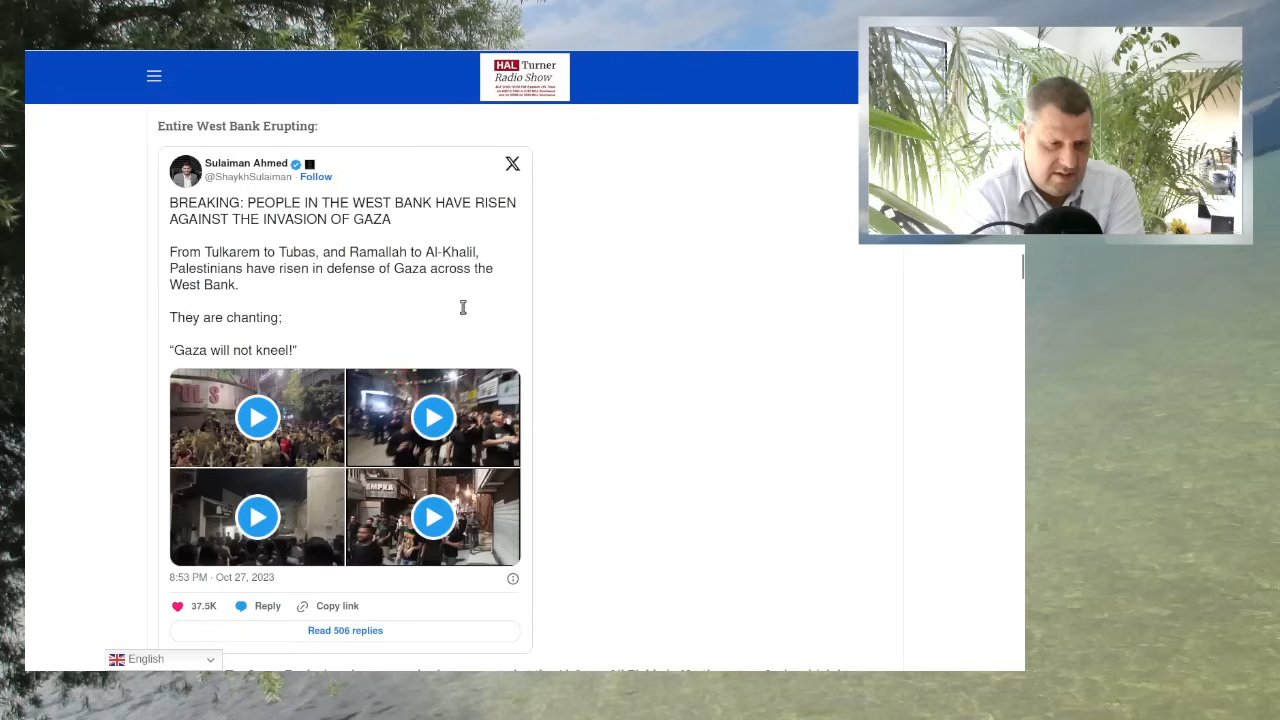 HAL Turner
Radio Show
Entire West Bank Erupting:
Sulaiman Ahmed
@ShaykhSulaiman · Follow
BREAKING: PEOPLE IN THE WEST BANK HAVE RISEN
AGAINST THE INVASION OF GAZA
From Tulkarem to Tubas, and Ramallah to Al-Khalil,
Palestinians have risen in defense of Gaza across the
West Bank.
They are chanting;
“Gaza will not kneel!"
8:53 PM · Oct 27, 2023
37.5K
Reply
Copy link
Read 506 replies
English